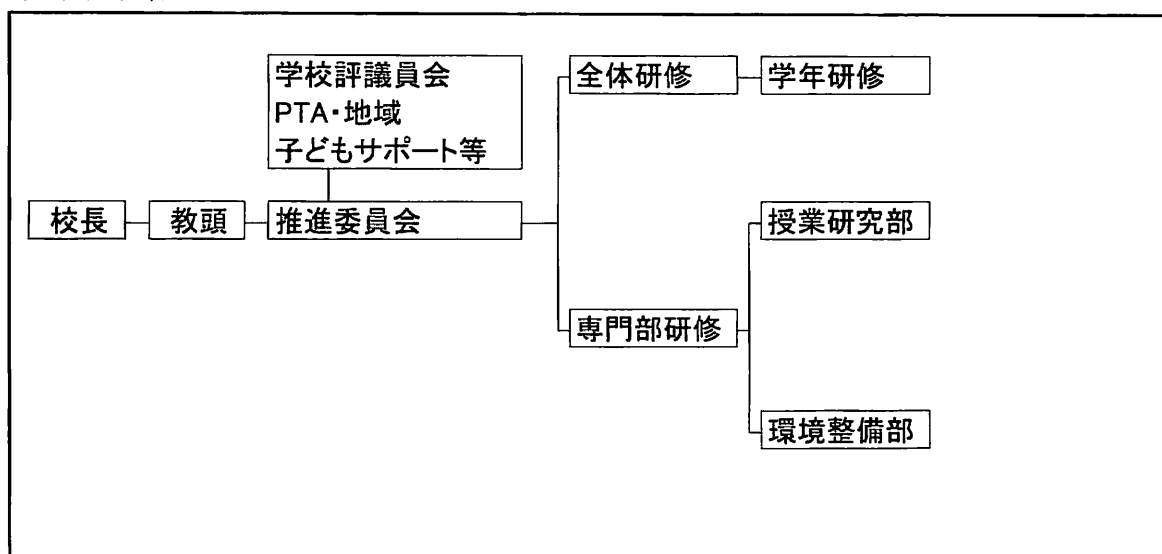 学校評議員会
PTA・地域
子どもサポート等
全体研修
学年研修
校長
教頭
推進委員会
授業研究部
専門部研修
環境整備部